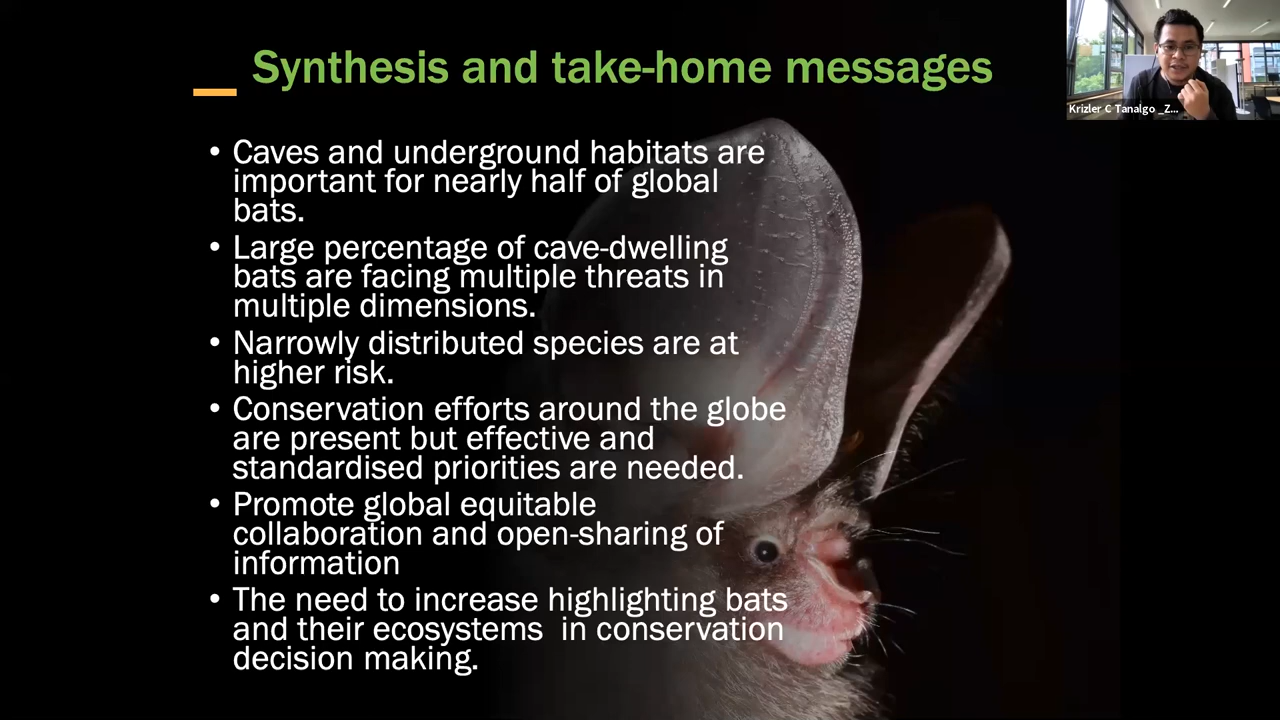 Synthesis and take-home messages
Krizler C Tanalgo _Z...
• Caves and underground habitats are
important for nearly half of global
bats.
• Large percentage of cave-dwelling
bats are facing multiple threats in
multiple dimensions.
• Narrowly distributed species are at
higher risk.
• Conservation efforts around the globe
are present but effective and
standardised priorities are needed.
• Promote global equitable
collaboration and open-sharing of
information
• The need to increase highlighting bats
and their ecosystems  in conservation
decision making.